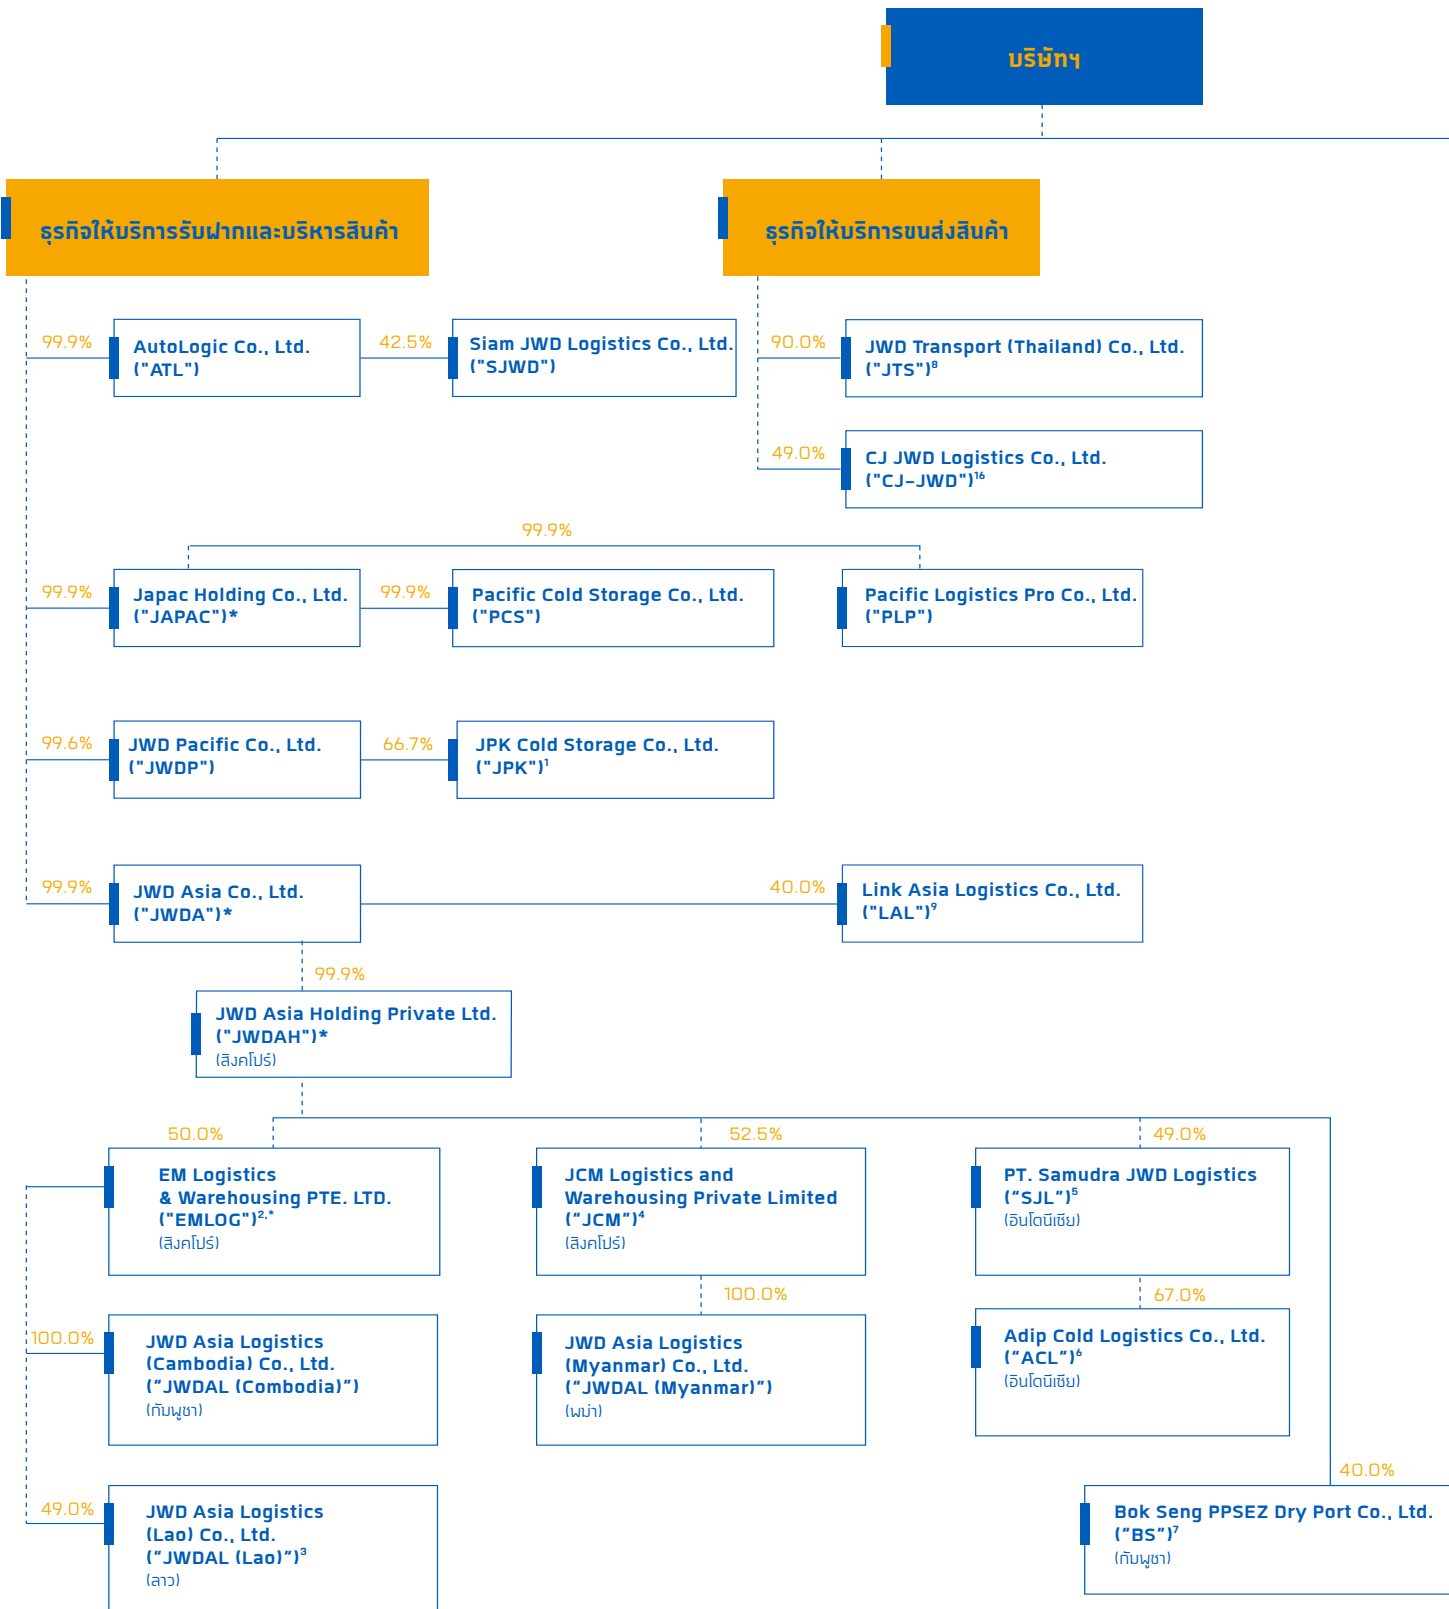 บริษัทฯ
ธุรกิจให้บริการรับฝากและบริหารสินค้า
ธุรกิจให้บริการขนส่งสินค้า
99.9%
AutoLogic Co., Ltd.
("ATL")
42.5%
Siam JWD Logistics Co., Ltd.
("SJWD")
90.0%
JWD Transport (Thailand) Co., Ltd.
("JTS")⁸
49.0%
CJ JWD Logistics Co., Ltd.
("CJ-JWD")¹⁶
99.9%
99.9%
Japac Holding Co., Ltd.
("JAPAC")*
99.9%
Pacific Cold Storage Co., Ltd.
("PCS")
Pacific Logistics Pro Co., Ltd.
("PLP")
99.6%
JWD Pacific Co., Ltd.
("JWDP")
66.7%
JPK Cold Storage Co., Ltd.
("JPK")¹
99.9%
JWD Asia Co., Ltd.
("JWDA")*
40.0%
Link Asia Logistics Co., Ltd.
("LAL")⁹
99.9%
JWD Asia Holding Private Ltd.
("JWDAH")*
(สิงคโปร์)
50.0%
EM Logistics
& Warehousing PTE. LTD.
("EMLOG")²,*
(สิงคโปร์)
52.5%
JCM Logistics and
Warehousing Private Limited
(“JCM”)⁴
(สิงคโปร์)
49.0%
PT. Samudra JWD Logistics
(“SJL”)⁵
(อินโดนีเซีย)
100.0%
JWD Asia Logistics
(Cambodia) Co., Ltd.
(“JWDAL (Combodia)”)
(กัมพูชา)
100.0%
JWD Asia Logistics
(Myanmar) Co., Ltd.
(“JWDAL (Myanmar)”)
(พม่า)
67.0%
Adip Cold Logistics Co., Ltd.
(“ACL”)⁶
(อินโดนีเซีย)
49.0%
JWD Asia Logistics
(Lao) Co., Ltd.
(“JWDAL (Lao)”)³
(ลาว)
40.0%
Bok Seng PPSEZ Dry Port Co., Ltd.
(“BS”)⁷
(กัมพูชา)